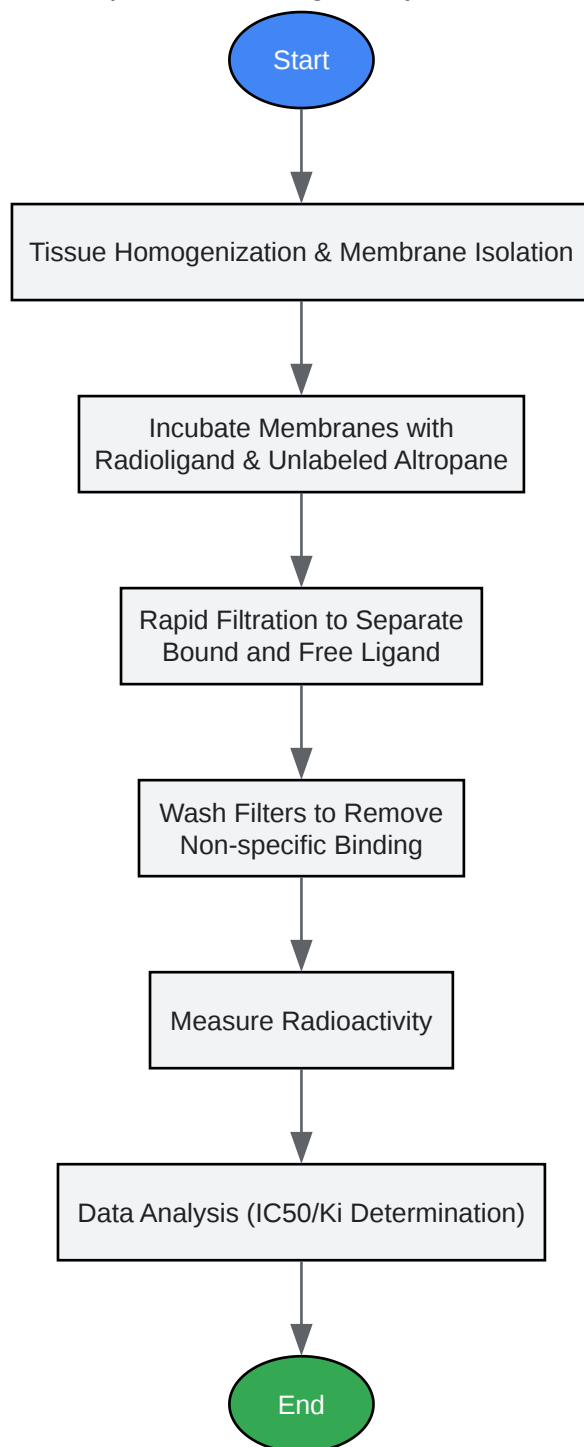 Start
Tissue Homogenization & Membrane Isolation
Incubate Membranes with
Radioligand & Unlabeled Altropane
Rapid Filtration to Separate
Bound and Free Ligand
Wash Filters to Remove
Non-specific Binding
Measure Radioactivity
Data Analysis (IC50/Ki Determination)
End